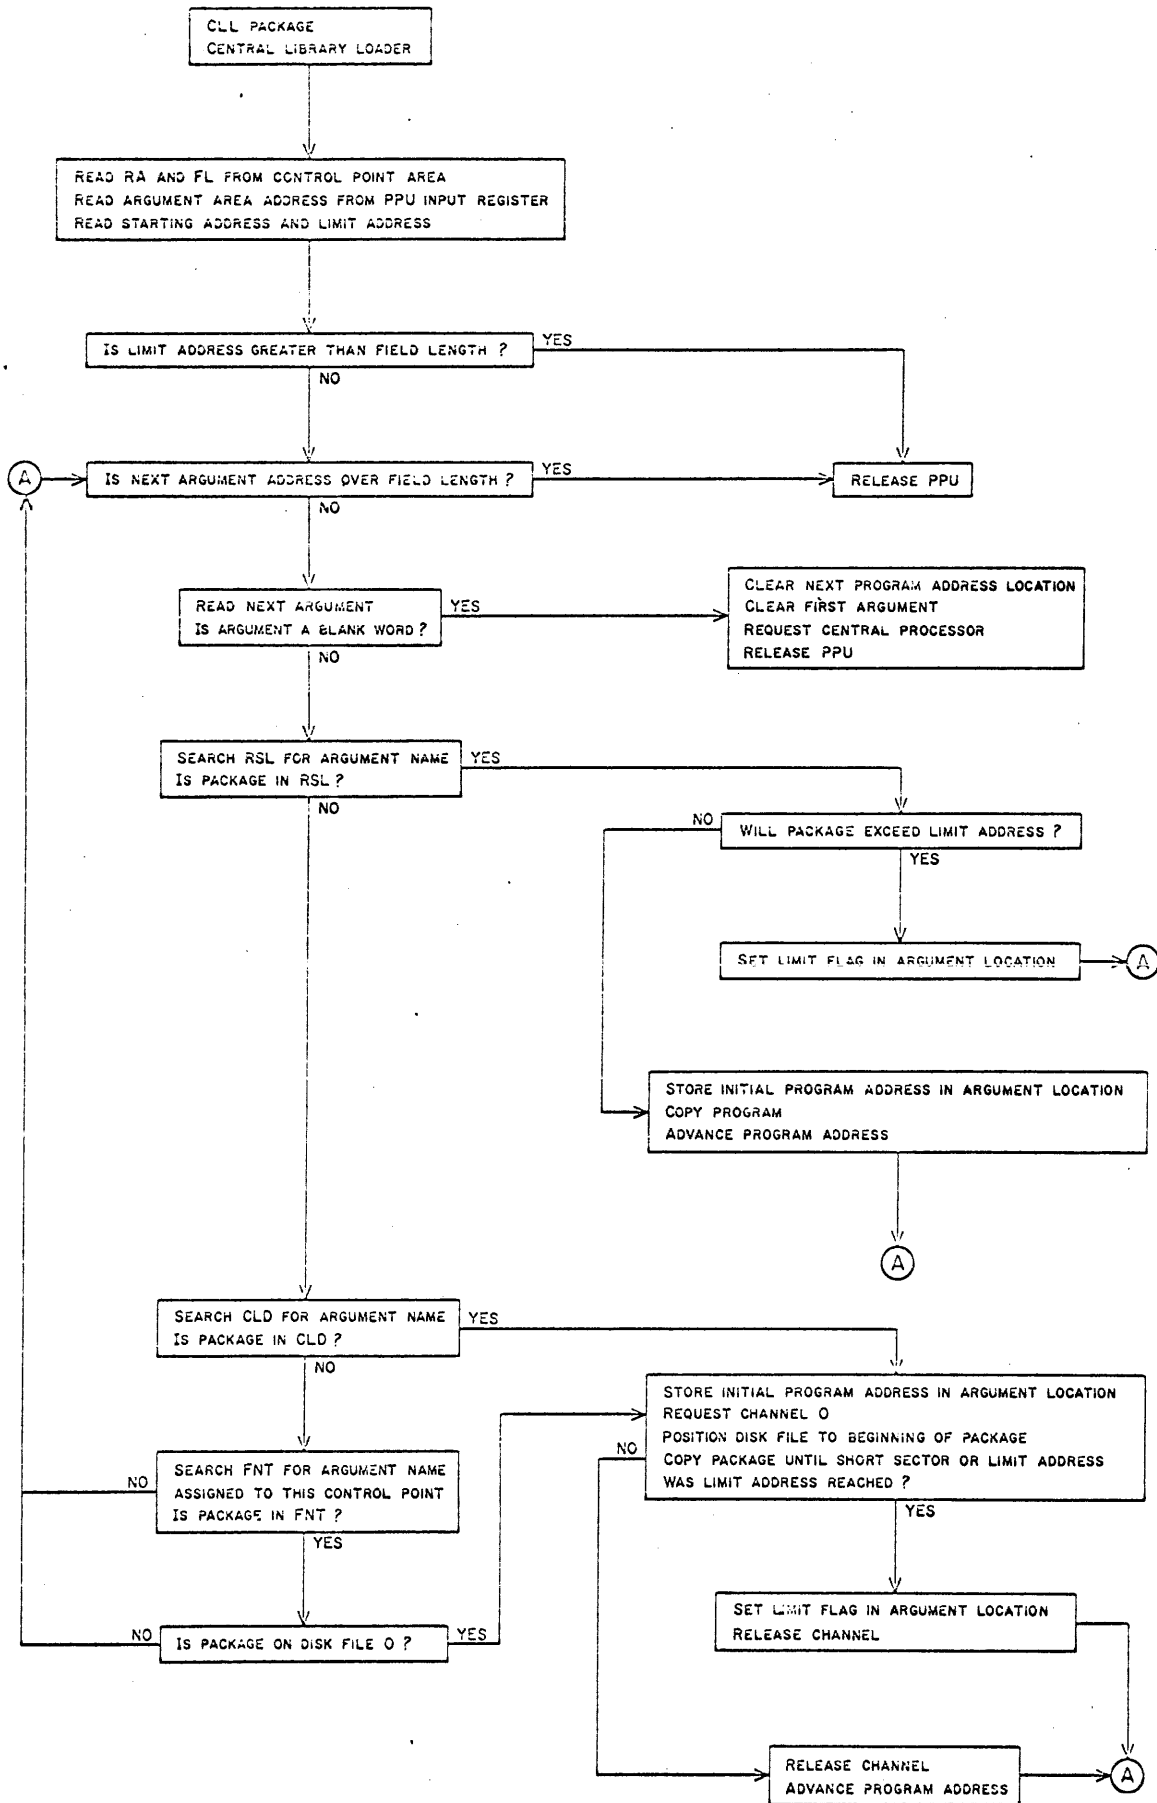 CLL PACKAGE
CENTRAL LIBRARY LOADER
READ RA AND FL FROM CONTROL POINT AREA
READ ARGUMENT AREA ADDRESS FROM PPU INPUT REGISTER
READ STARTING ADDRESS AND LIMIT ADDRESS
IS LIMIT ADDRESS GREATER THAN FIELD LENGTH ?
YES
NO
A
IS NEXT ARGUMENT ADDRESS OVER FIELD LENGTH ?
YES
RELEASE PPU
NO
READ NEXT ARGUMENT
IS ARGUMENT A BLANK WORD ?
YES
CLEAR NEXT PROGRAM ADDRESS LOCATION
CLEAR FIRST ARGUMENT
REQUEST CENTRAL PROCESSOR
RELEASE PPU
NO
SEARCH RSL FOR ARGUMENT NAME
IS PACKAGE IN RSL ?
YES
NO
NO
WILL PACKAGE EXCEED LIMIT ADDRESS ?
YES
SET LIMIT FLAG IN ARGUMENT LOCATION
A
STORE INITIAL PROGRAM ADDRESS IN ARGUMENT LOCATION
COPY PROGRAM
ADVANCE PROGRAM ADDRESS
A
SEARCH CLD FOR ARGUMENT NAME
IS PACKAGE IN CLD ?
YES
NO
STORE INITIAL PROGRAM ADDRESS IN ARGUMENT LOCATION
REQUEST CHANNEL 0
POSITION DISK FILE TO BEGINNING OF PACKAGE
COPY PACKAGE UNTIL SHORT SECTOR OR LIMIT ADDRESS
WAS LIMIT ADDRESS REACHED ?
NO
YES
NO
SEARCH FNT FOR ARGUMENT NAME
ASSIGNED TO THIS CONTROL POINT
IS PACKAGE IN FNT ?
YES
NO
IS PACKAGE ON DISK FILE 0 ?
YES
SET LIMIT FLAG IN ARGUMENT LOCATION
RELEASE CHANNEL
RELEASE CHANNEL
ADVANCE PROGRAM ADDRESS
A